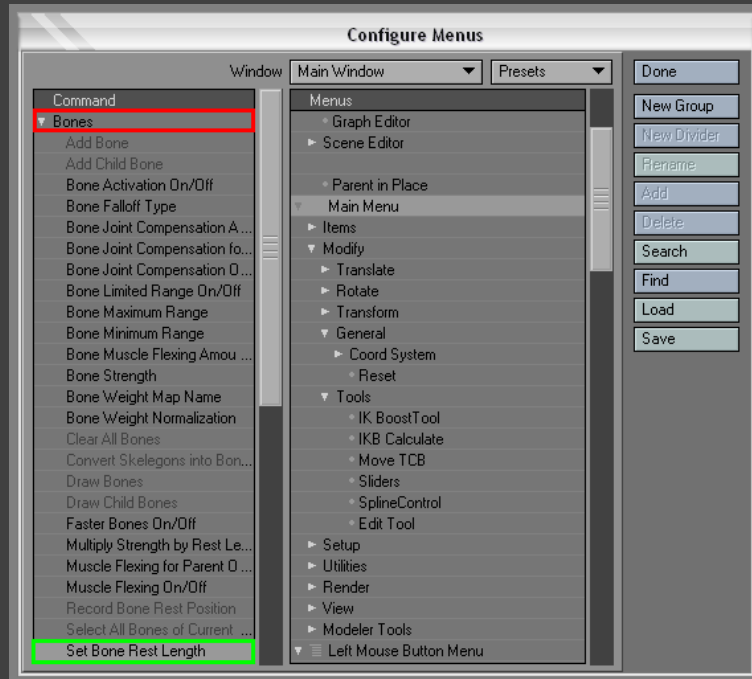 Configure Menus
Window Main Window Presets Done
Command
Bones
Add Bone
Add Child Bone
Bone Activation On/Off
Bone Falloff Type
Bone Joint Compensation A ...
Bone Joint Compensation fo...
Bone Joint Compensation O ...
Bone Limited Range On/Off
Bone Maximum Range
Bone Minimum Range
Bone Muscle Flexing Amou ...
Bone Strength
Bone Weight Map Name
Bone Weight Normalization
Clear All Bones
Convert Skelegons into Bon...
Draw Bones
Draw Child Bones
Faster Bones On/Off
Multiply Strength by Rest Le...
Muscle Flexing for Parent O ...
Muscle Flexing On/Off
Record Bone Rest Position
Select All Bones of Current ...
Set Bone Rest Length
Menus
Graph Editor
Scene Editor
Parent in Place
Main Menu
Items
Modify
Translate
Rotate
Transform
General
Coord System
Reset
Tools
IK BoostTool
IKB Calculate
Move TCB
Sliders
SplineControl
Edit Tool
Setup
Utilities
Render
View
Modeler Tools
Left Mouse Button Menu
New Group
New Divider
Rename
Add
Delete
Search
Find
Load
Save